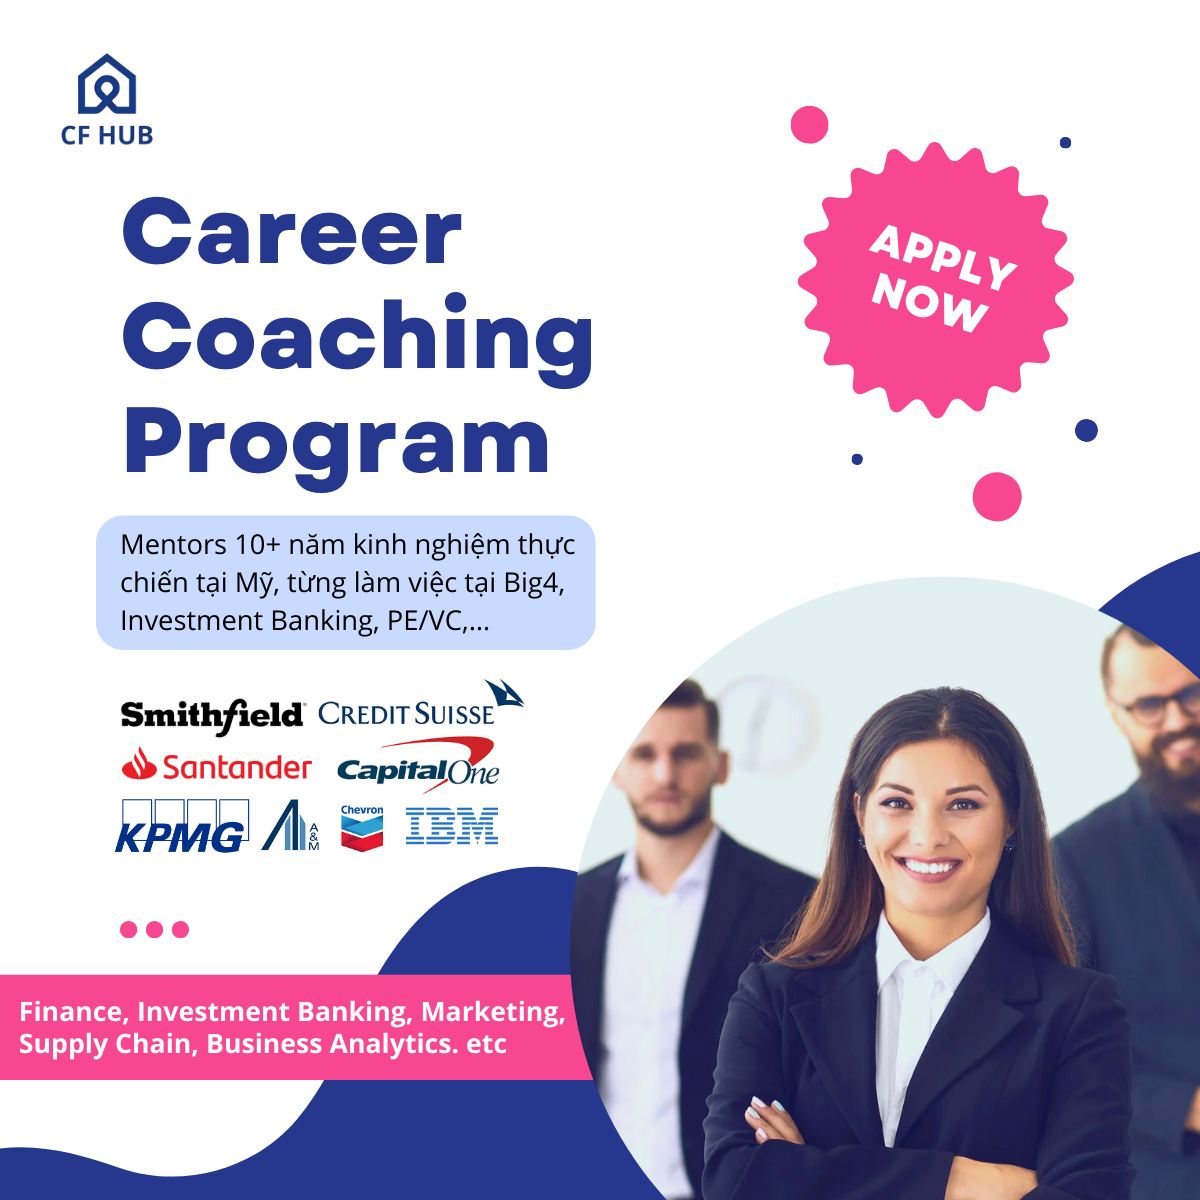 CF HUB
Career
Coaching
Program
APPLY
NOW
Mentors 10+ năm kinh nghiệm thực
chiến tại Mỹ, từng làm việc tại Big4,
Investment Banking, PE/VC,...
Smithfield
CREDIT SUISSE
Santander
CapitalOne
KPMG
A&M
Chevron
IBM
Finance, Investment Banking, Marketing,
Supply Chain, Business Analytics. etc